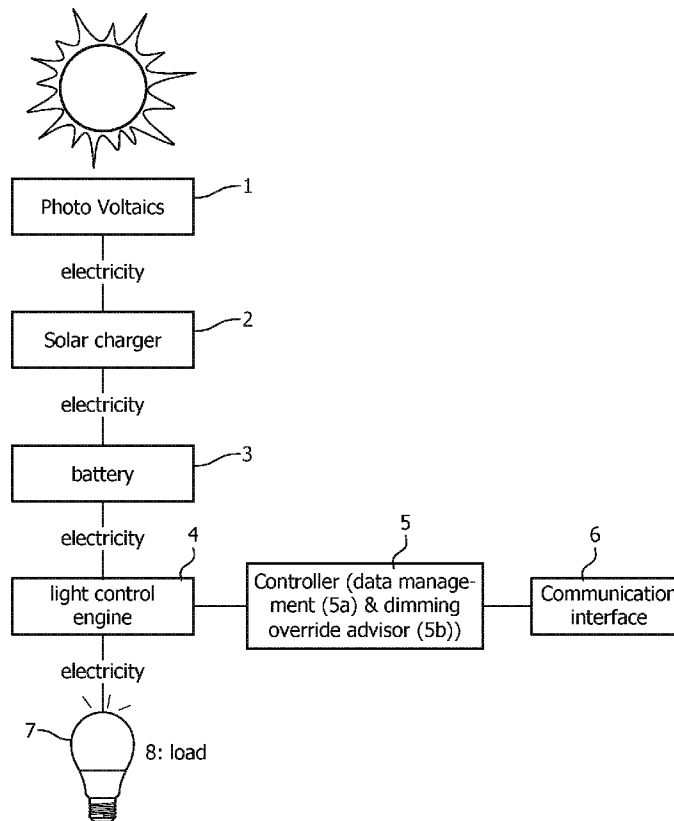 1
Photo Voltaics
electricity
2
Solar charger
electricity
3
battery
electricity
4
light control
engine
5
Controller (data manage-
ment (5a) & dimming
override advisor (5b))
6
Communication
interface
electricity
7
8: load